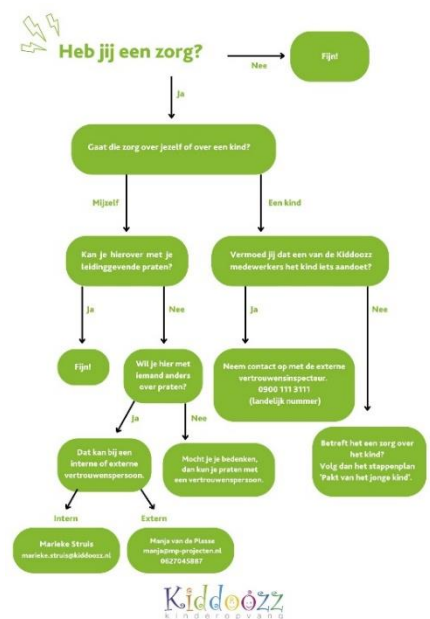 Heb jij een zorg?
Nee
Fijn!
Ja
Gaat die zorg over jezelf of over een kind?
Mijzelf
Een kind
Kan je hierover met je
leidinggevende praten?
Vermoed jij dat een van de Kiddoozz
medewerkers het kind iets aandoet?
Ja
Nee
Ja
Nee
Fijn!
Wil je hier met
iemand anders
over praten?
Neem contact op met de externe
vertrouwensinspecteur.
0900 111 3111
(landelijk nummer)
Ja
Nee
Dat kan bij een
interne of externe
vertrouwenspersoon.
Mocht je je bedenken,
dan kun je praten met
een vertrouwenspersoon.
Betreft het een zorg over
het kind?
Volg dan het stappenplan
'Pakt van het jonge kind'.
Intern
Extern
Marieke Struis
marieke.struis@kiddoozz.nl
Manja van de Plasse
manja@mp-projecten.nl
0627045887
Kiddoozz
kinderopvang